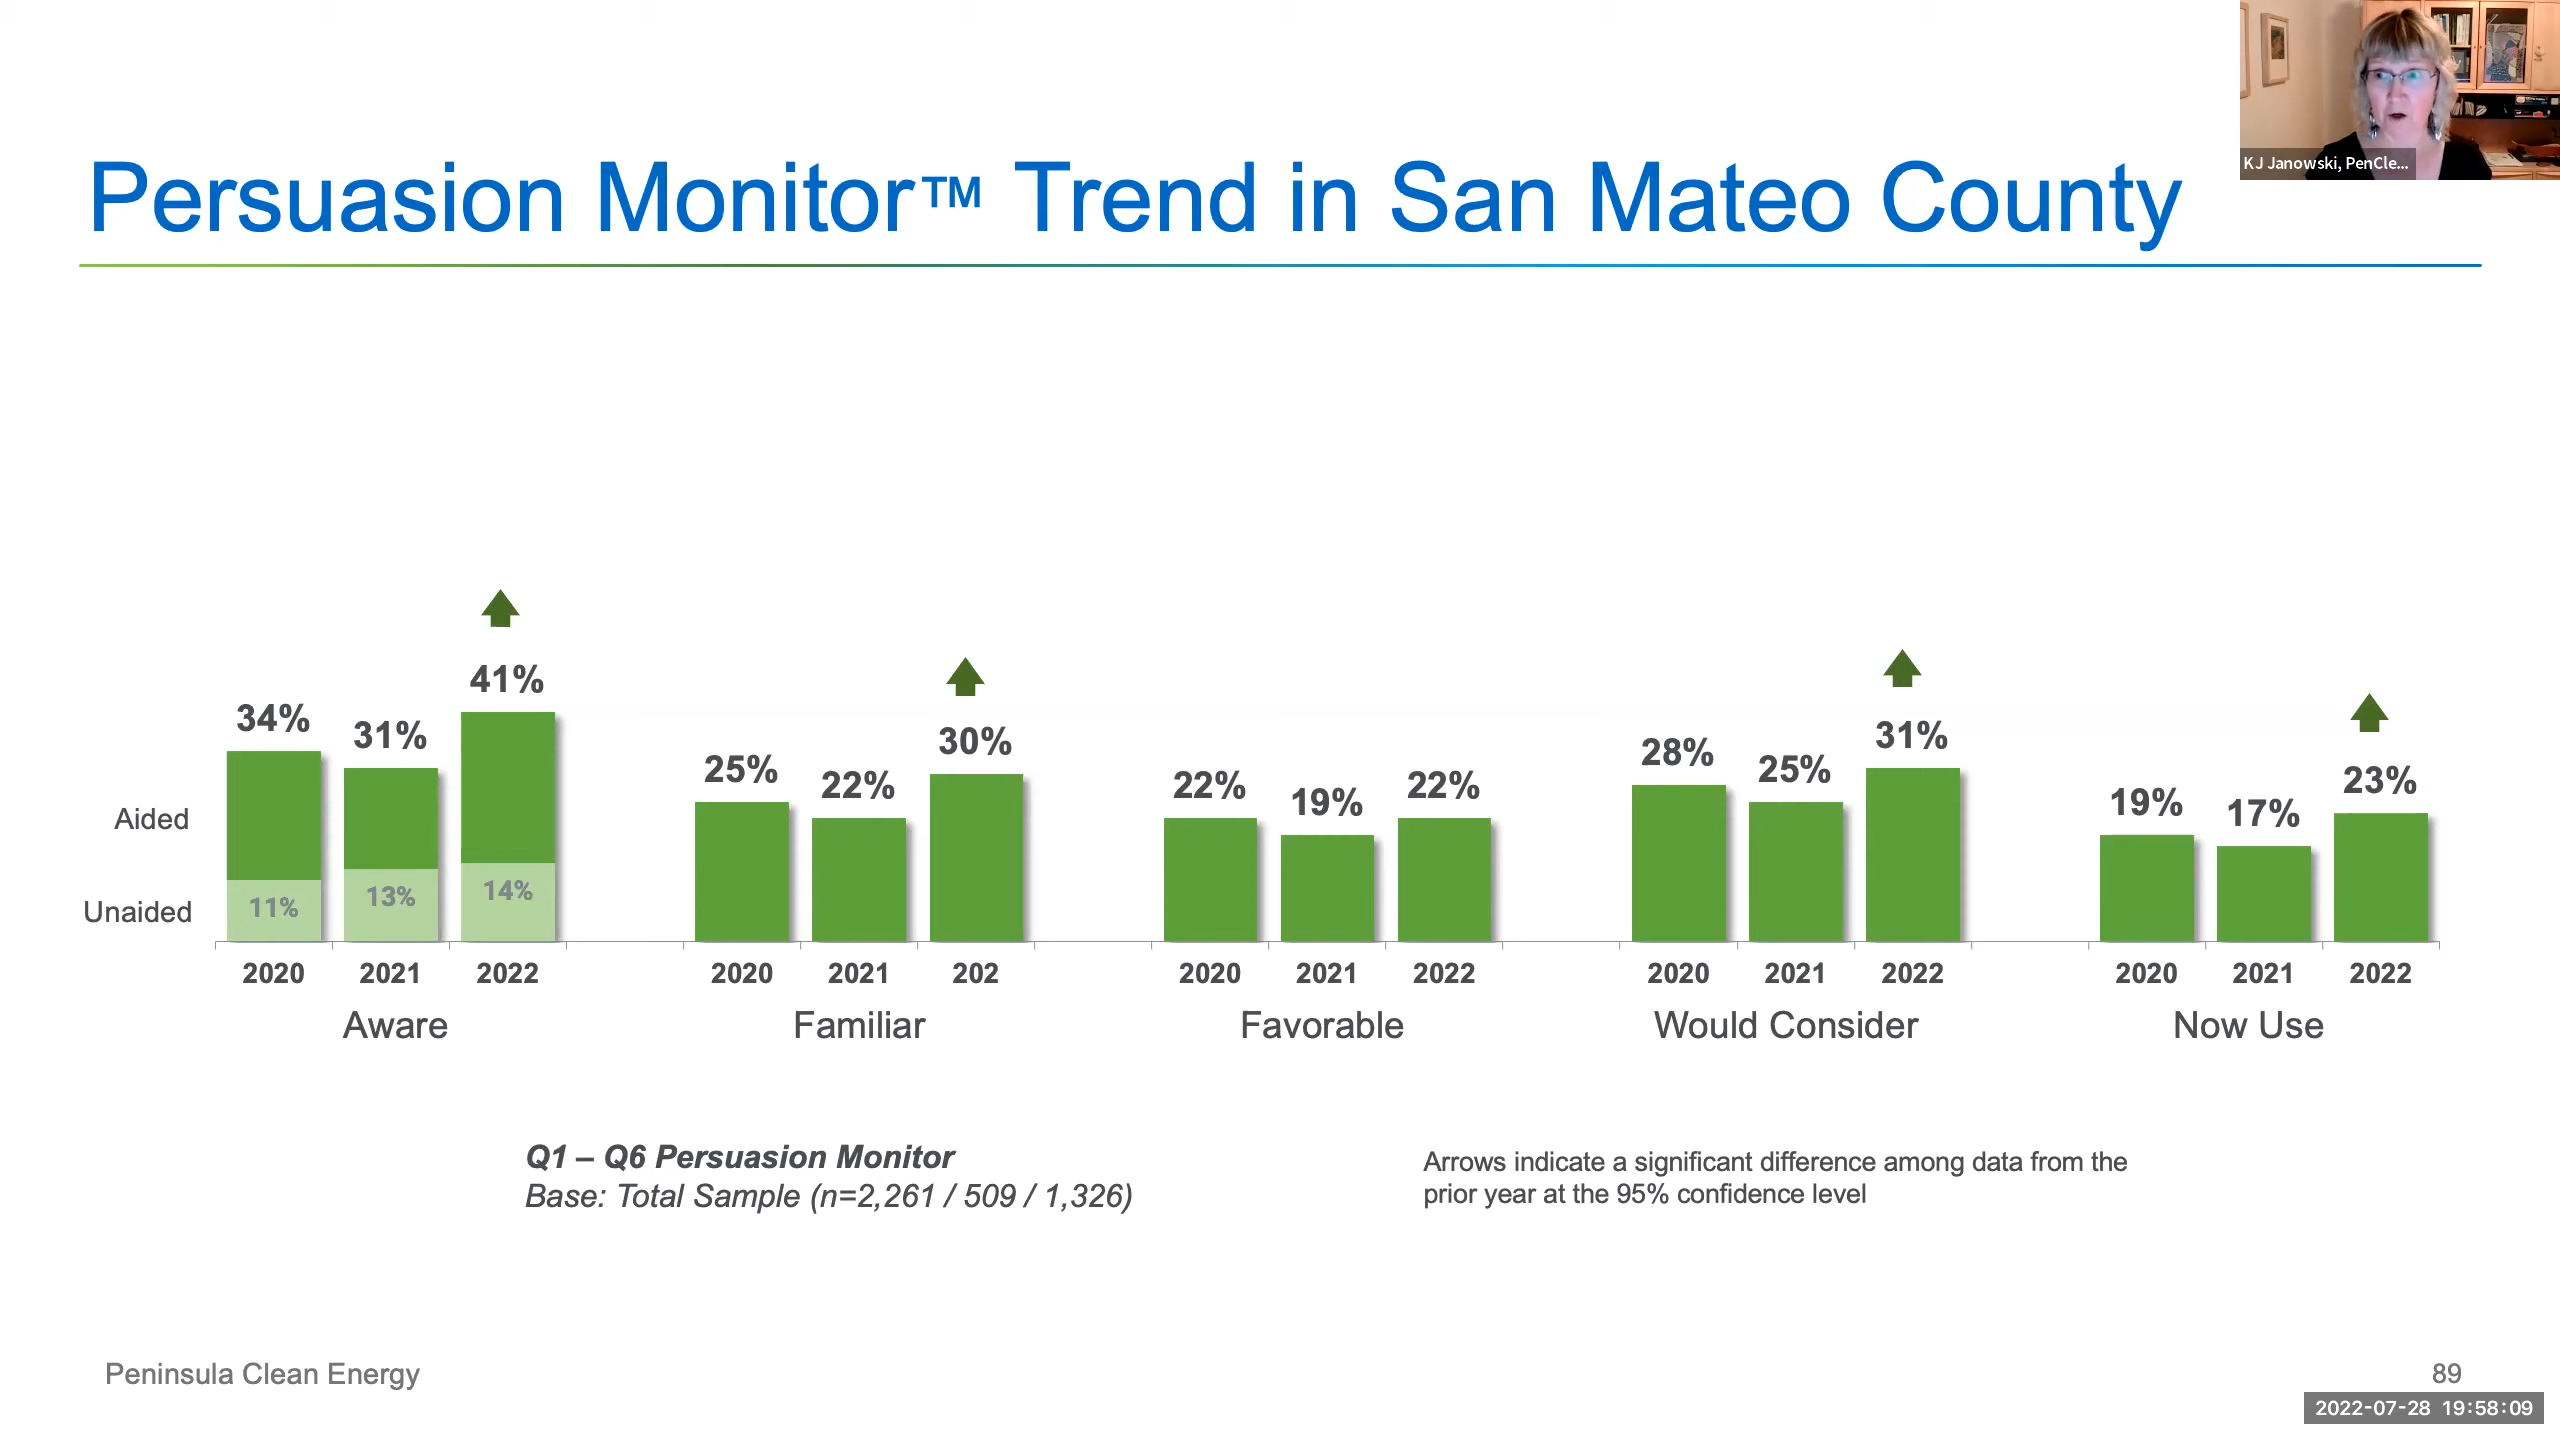 KJ Janowski, PenCle...
Persuasion Monitor™ Trend in San Mateo County
34%
31%
41%
25%
22%
30%
22%
19%
22%
28%
25%
31%
19%
17%
23%
Aided
Unaided
11%
13%
14%
2020 2021 2022
2020 2021 202
2020 2021 2022
2020 2021 2022
2020 2021 2022
Aware
Familiar
Favorable
Would Consider
Now Use
Q1 – Q6 Persuasion Monitor
Base: Total Sample (n=2,261 / 509 / 1,326)
Arrows indicate a significant difference among data from the
prior year at the 95% confidence level
Peninsula Clean Energy
89
2022-07-28 19:58:09